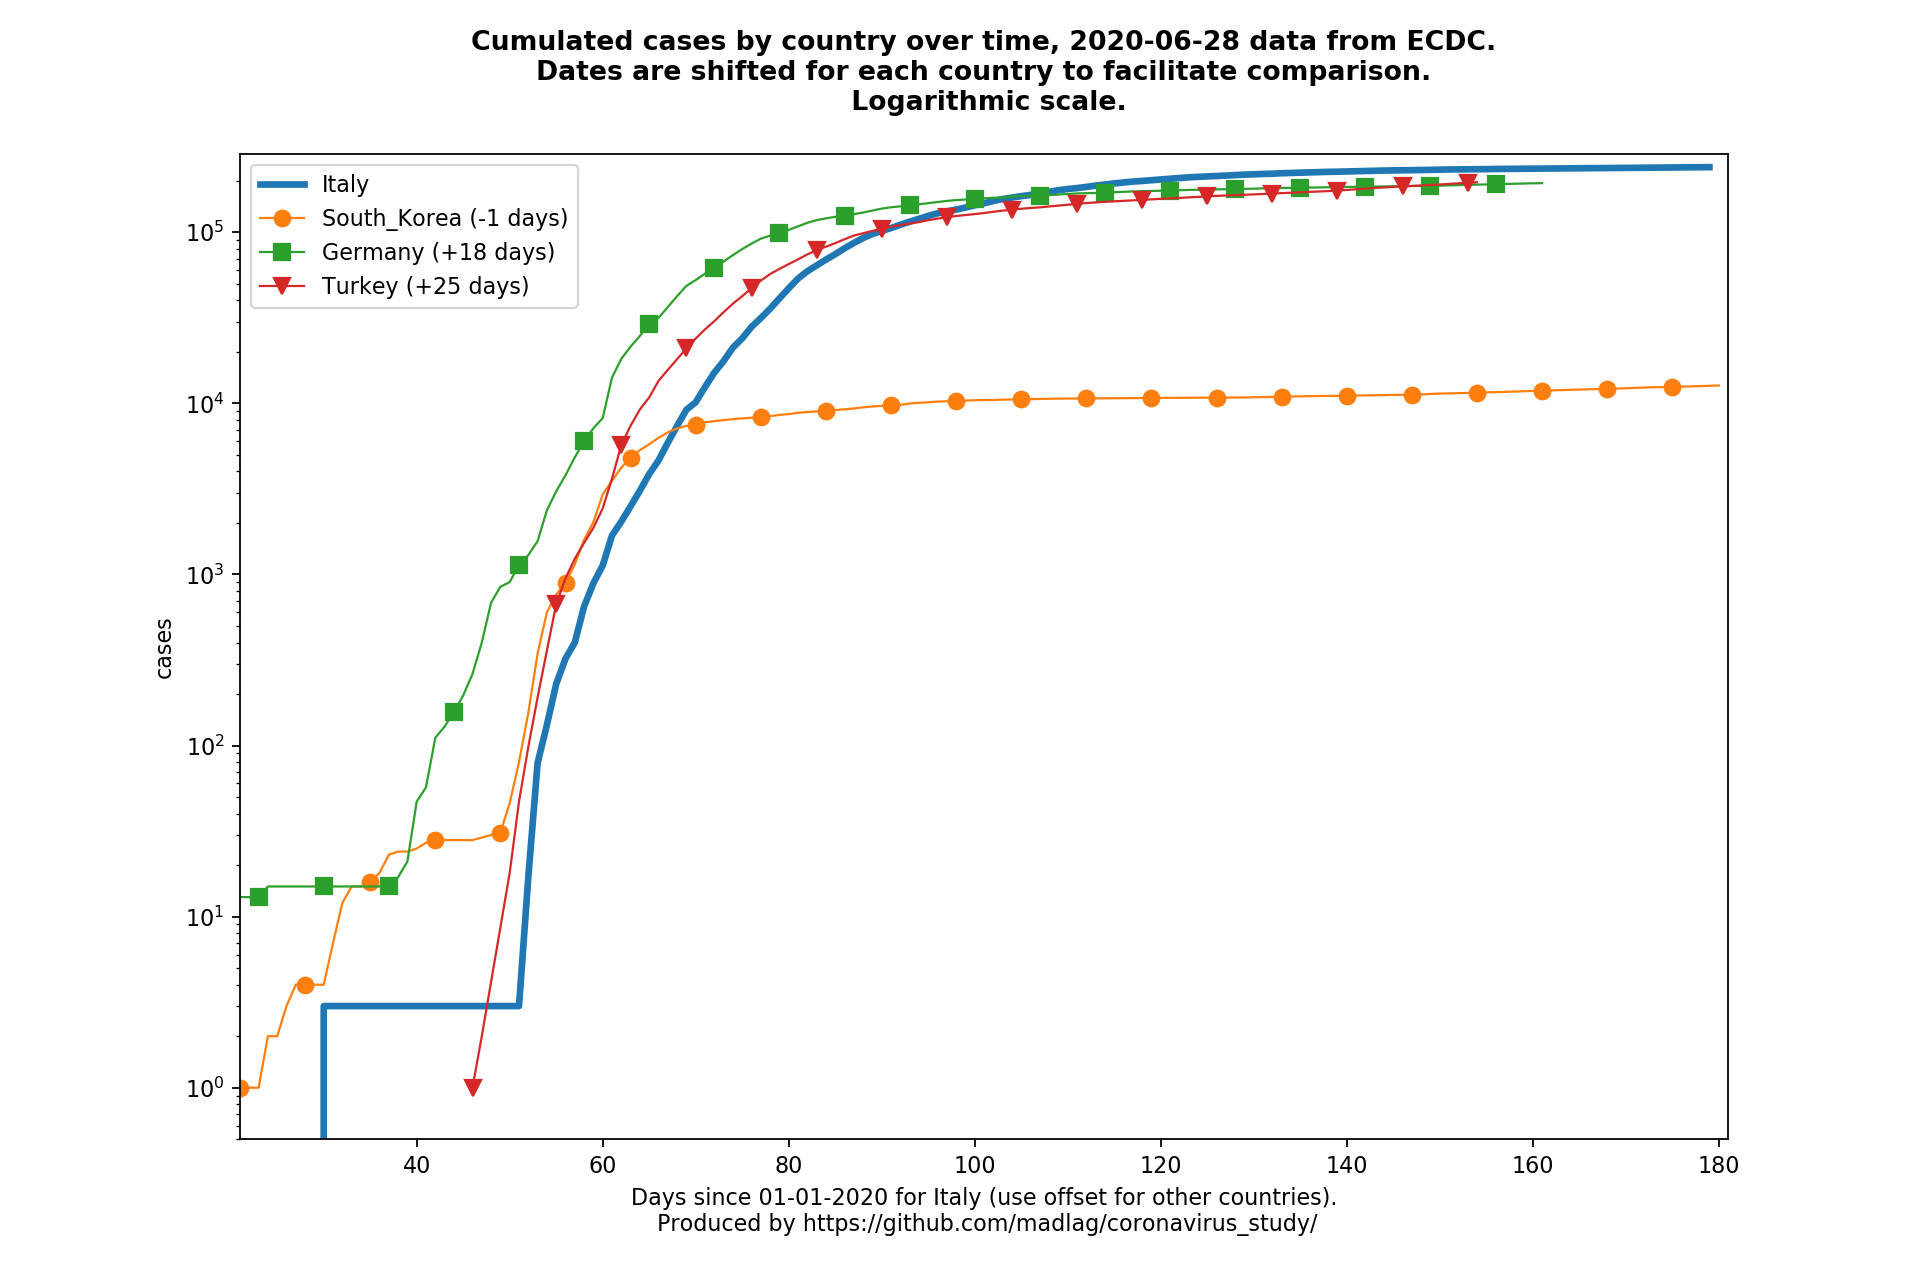 Cumulated cases by country over time, 2020-06-28 data from ECDC.
Dates are shifted for each country to facilitate comparison.
Logarithmic scale.
Italy
South_Korea (-1 days)
Germany (+18 days)
Turkey (+25 days)
10^5
10^4
10^3
10^2
10^1
10^0
cases
40 60 80 100 120 140 160 180
Days since 01-01-2020 for Italy (use offset for other countries).
Produced by https://github.com/madlag/coronavirus_study/